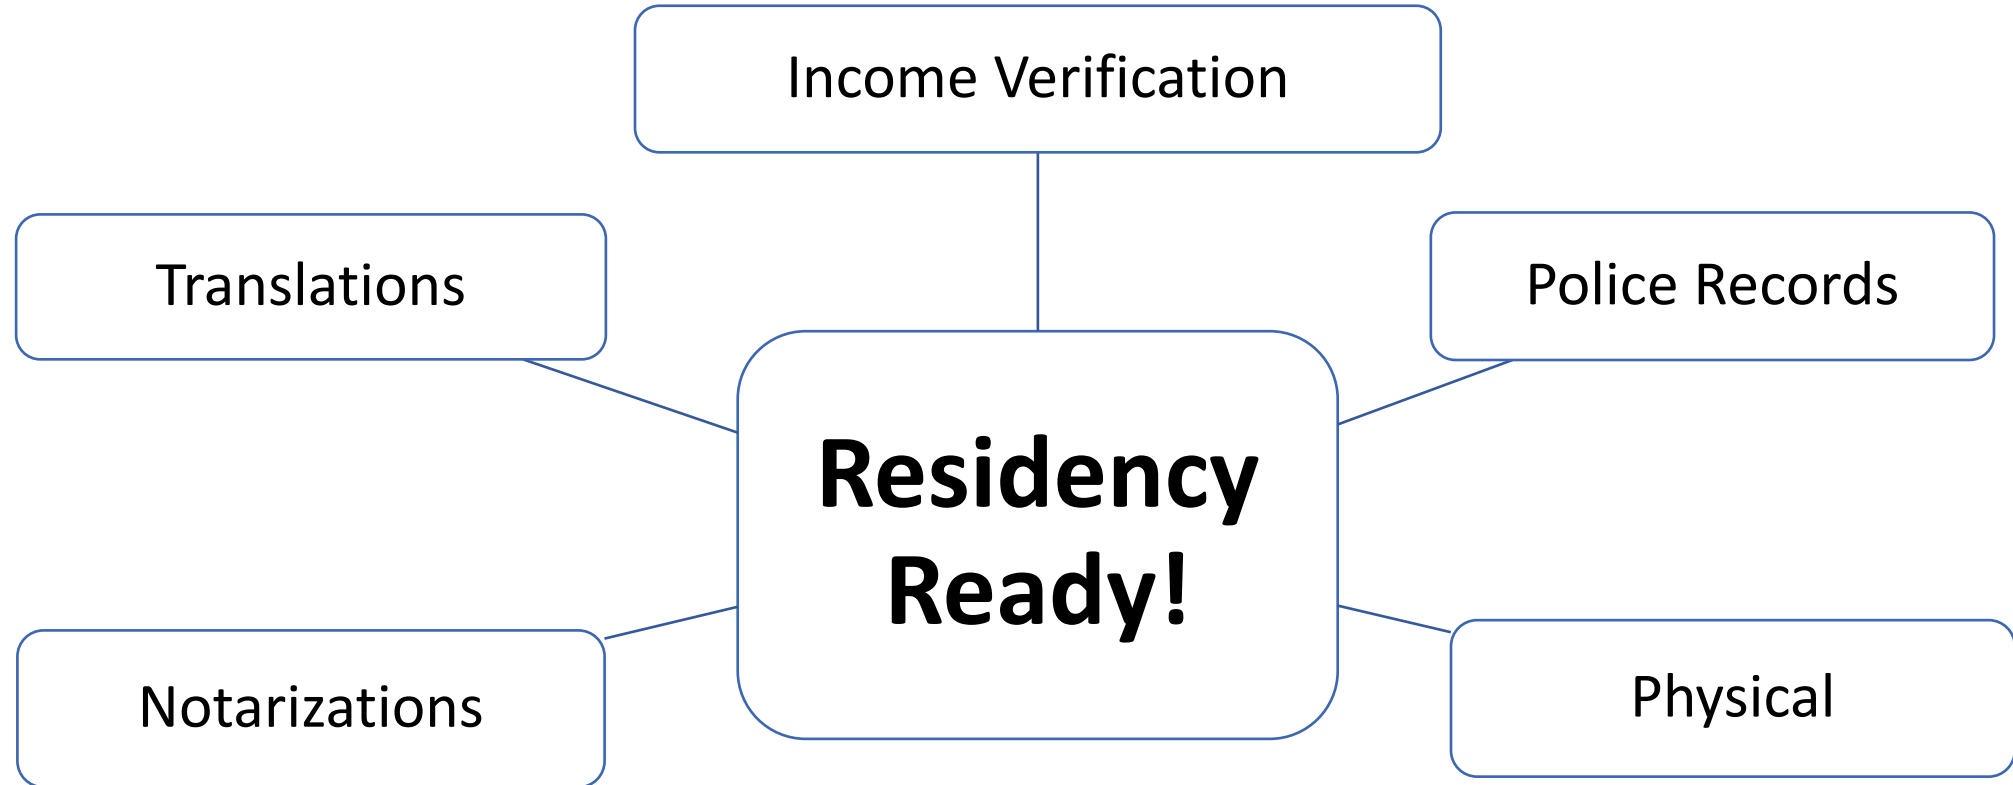 Income Verification
Translations
Police Records
Residency
Ready!
Notarizations
Physical